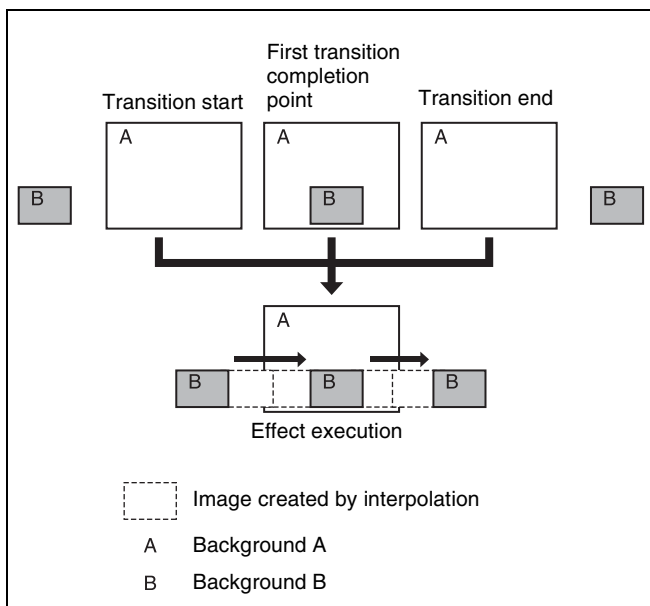 First transition
completion
point
Transition start
Transition end
A
A
A
B
B
B
A
B
B
B
Effect execution
Image created by interpolation
A Background A
B Background B